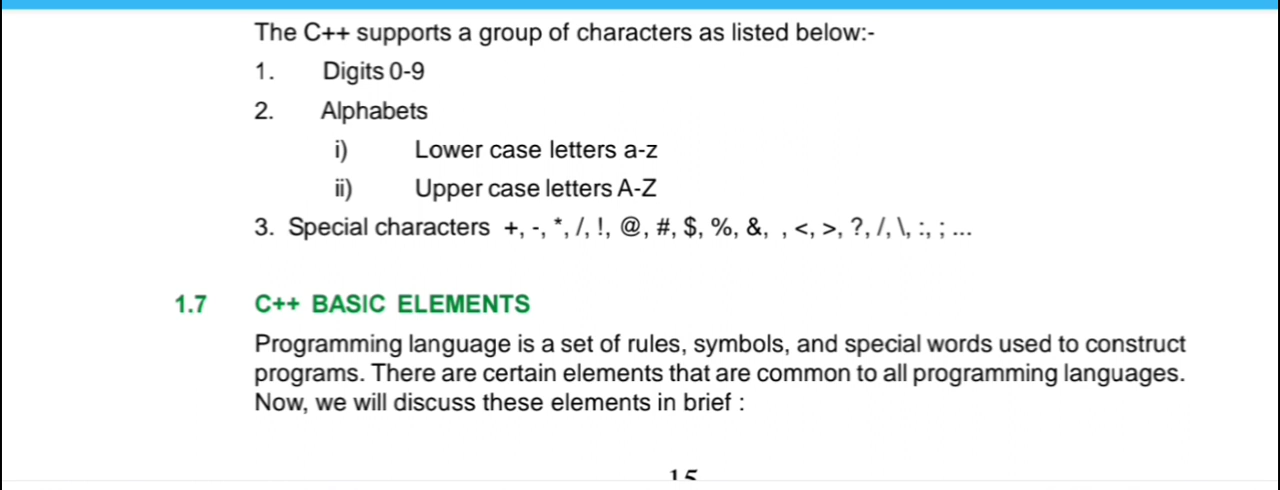 The C++ supports a group of characters as listed below:-
1. Digits 0-9
2. Alphabets
i) Lower case letters a-z
ii) Upper case letters A-Z
3. Special characters +, -, *, /, !, @, #, $, %, &, , <, >, ?, /, \, :, ; ...
1.7 C++ BASIC ELEMENTS
Programming language is a set of rules, symbols, and special words used to construct
programs. There are certain elements that are common to all programming languages.
Now, we will discuss these elements in brief :
15